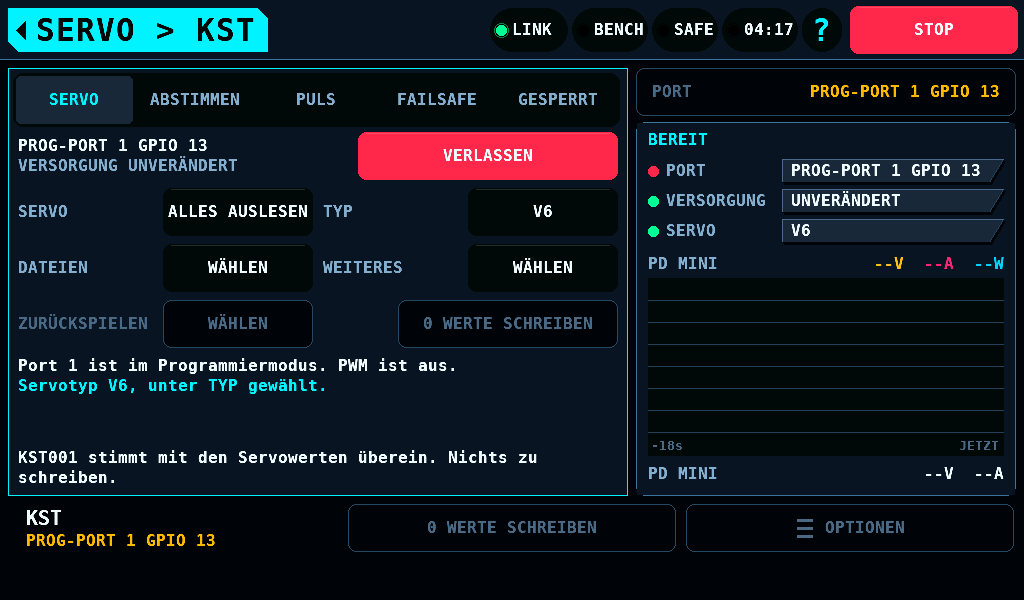 SERVO > KST
LINK
BENCH
SAFE
04:17
?
STOP
SERVO
ABSTIMMEN
PULS
FAILSAFE
GESPERRT
PROG-PORT 1 GPIO 13
VERSORGUNG UNVERÄNDERT
VERLASSEN
SERVO
ALLES AUSLESEN
TYP
V6
DATEIEN
WÄHLEN
WEITERES
WÄHLEN
ZURÜCKSPIELEN
WÄHLEN
0 WERTE SCHREIBEN
Port 1 ist im Programmiermodus. PWM ist aus.
Servotyp V6, unter TYP gewählt.
KST001 stimmt mit den Servowerten überein. Nichts zu
schreiben.
PORT
PROG-PORT 1 GPIO 13
BEREIT
PORT
PROG-PORT 1 GPIO 13
VERSORGUNG
UNVERÄNDERT
SERVO
V6
PD MINI
--V
--A
--W
-18s
JETZT
PD MINI
--V
--A
KST
PROG-PORT 1 GPIO 13
0 WERTE SCHREIBEN
OPTIONEN